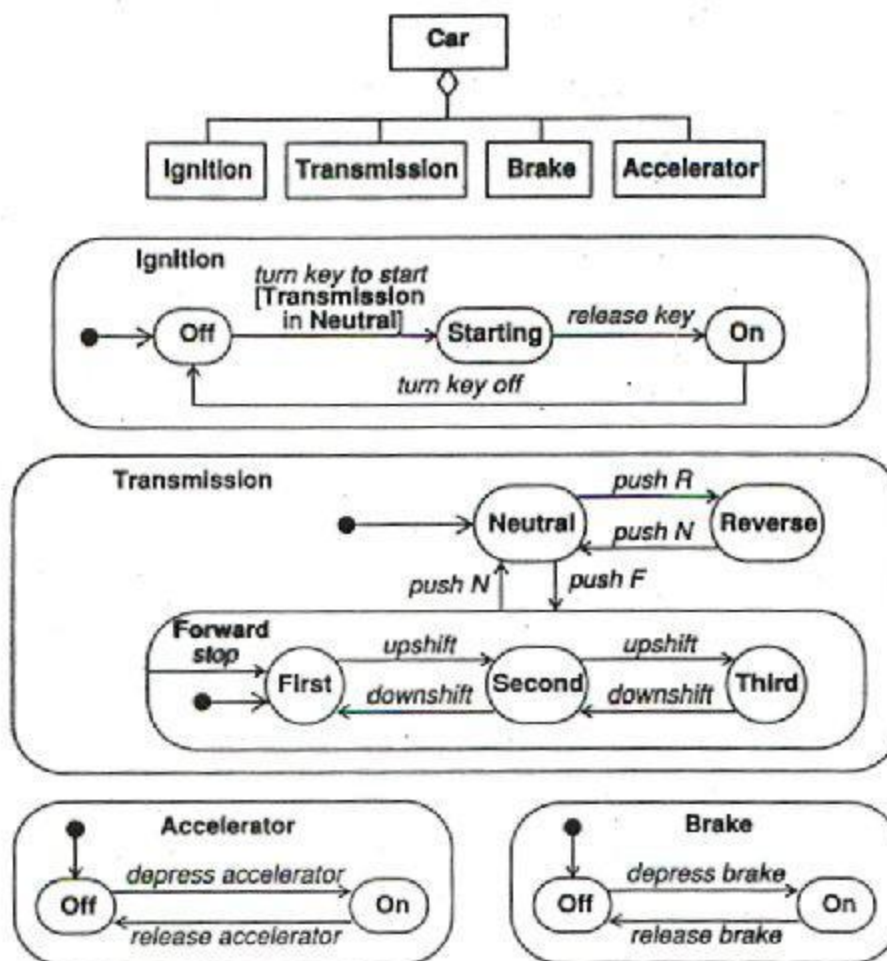 Car
Ignition
Transmission
Brake
Accelerator
Ignition
turn key to start
[Transmission
in Neutral]
Off
Starting
release key
On
turn key off
Transmission
push R
Neutral
Reverse
push N
push N
push F
Forward
stop
upshift
upshift
First
Second
Third
downshift
downshift
Accelerator
depress accelerator
Off
On
release accelerator
Brake
depress brake
Off
On
release brake